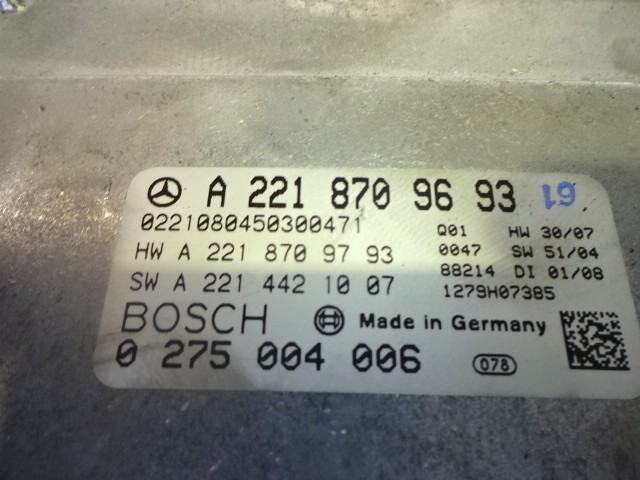 A 221 870 96 93 61
0221080450300471
HW A 221 870 97 93
SW A 221 442 10 07
Q01 HW 30/07
0047 SW 51/04
88214 DI 01/08
1279H07385
BOSCH Made in Germany
0 275 004 006 078